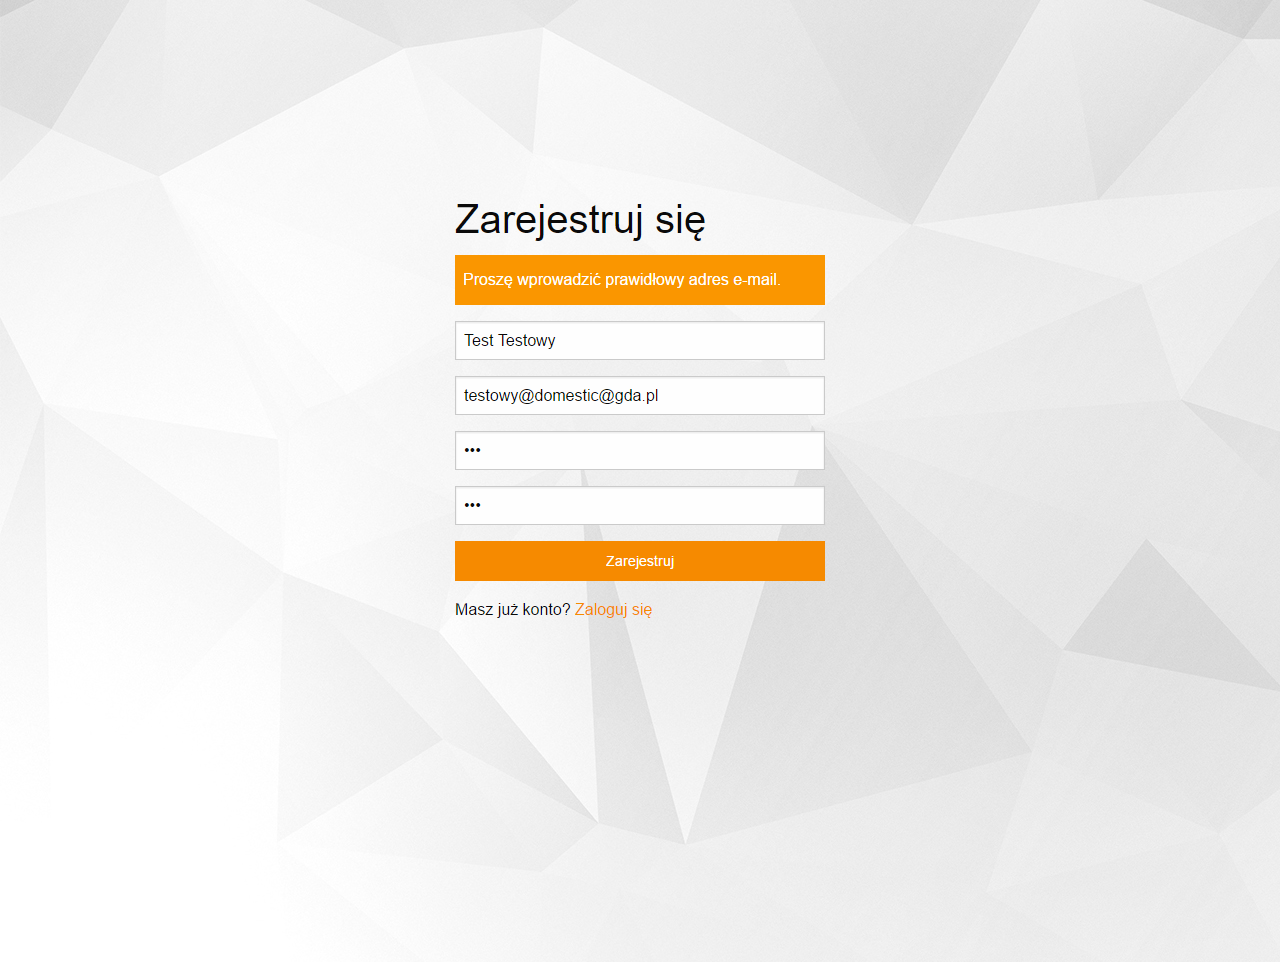 Zarejestruj się
Proszę wprowadzić prawidłowy adres e-mail.
Test Testowy
testowy@domestic@gda.pl
•••
•••
Zarejestruj
Masz już konto? Zaloguj się